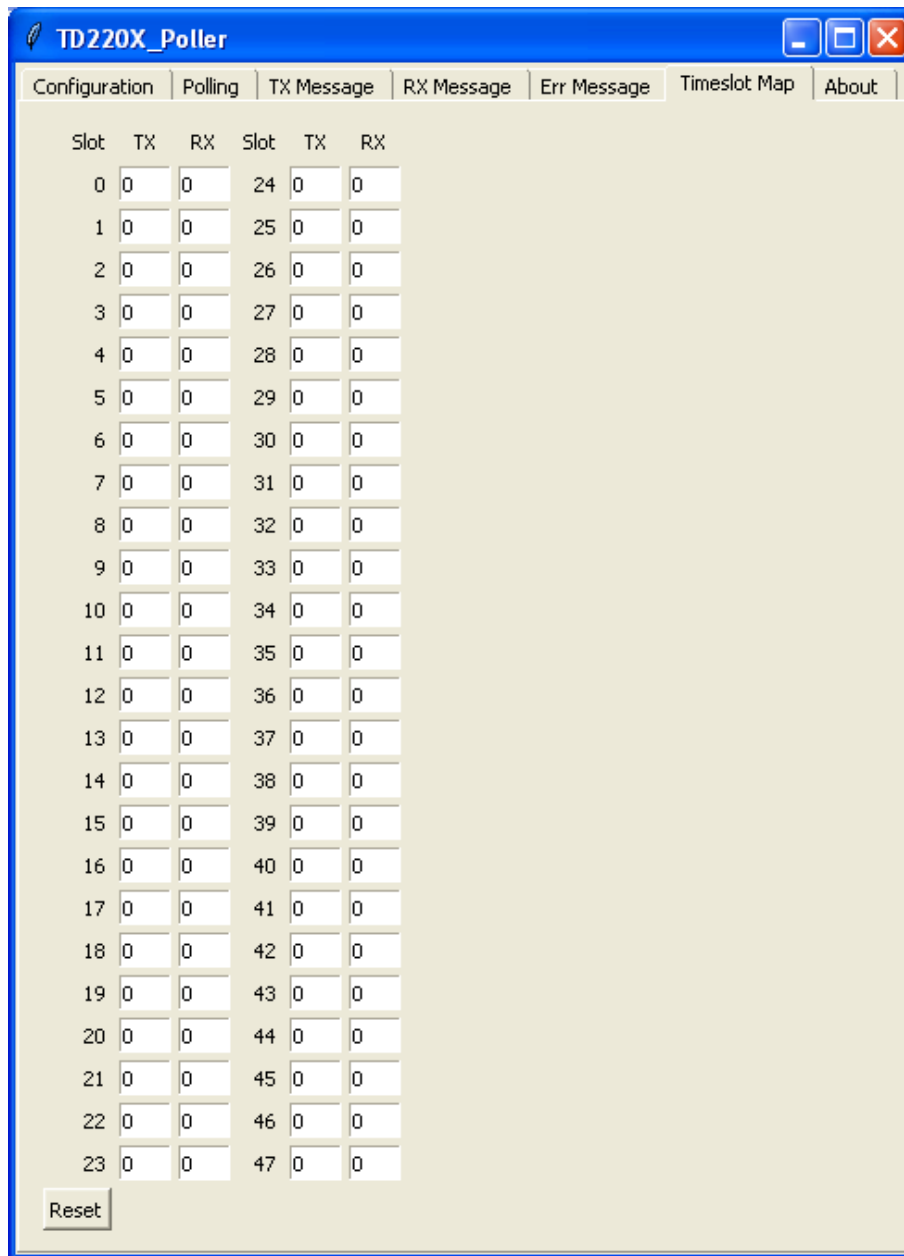 TD220X_Poller
Configuration Polling TX Message RX Message Err Message Timeslot Map About
Slot TX RX Slot TX RX
0 0 0 24 0 0
1 0 0 25 0 0
2 0 0 26 0 0
3 0 0 27 0 0
4 0 0 28 0 0
5 0 0 29 0 0
6 0 0 30 0 0
7 0 0 31 0 0
8 0 0 32 0 0
9 0 0 33 0 0
10 0 0 34 0 0
11 0 0 35 0 0
12 0 0 36 0 0
13 0 0 37 0 0
14 0 0 38 0 0
15 0 0 39 0 0
16 0 0 40 0 0
17 0 0 41 0 0
18 0 0 42 0 0
19 0 0 43 0 0
20 0 0 44 0 0
21 0 0 45 0 0
22 0 0 46 0 0
23 0 0 47 0 0
Reset